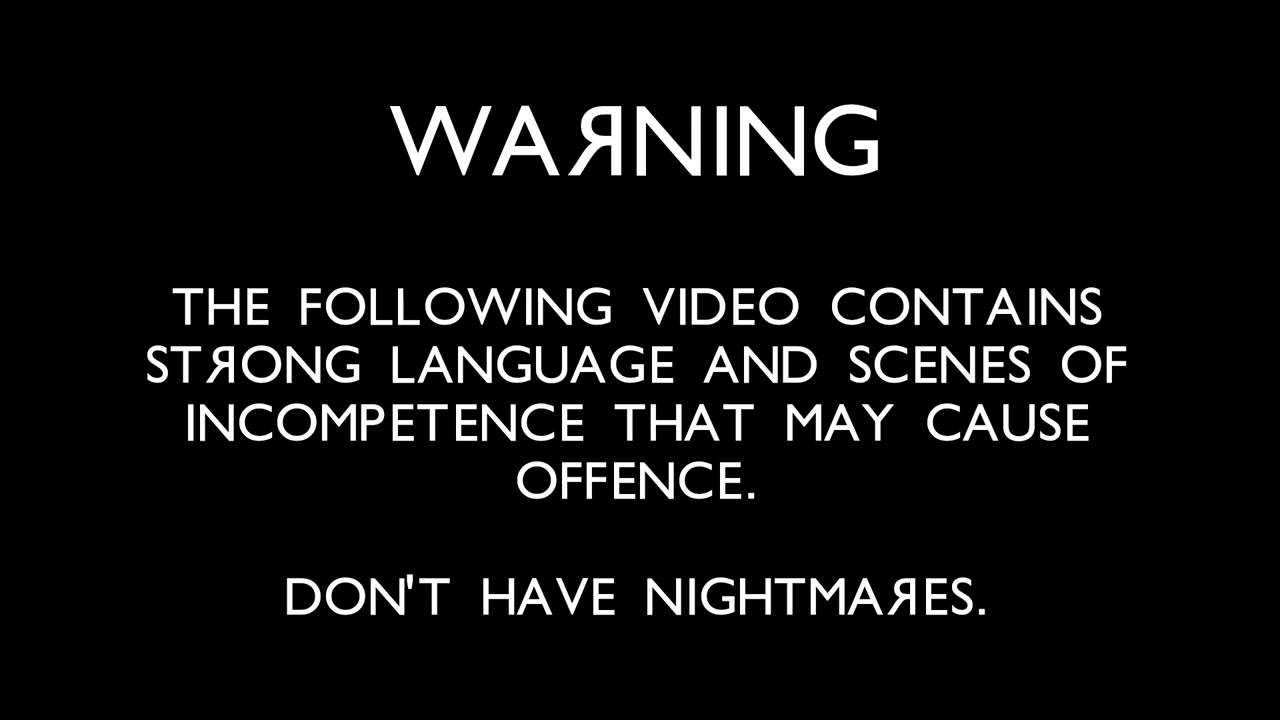 WAЯNING
THE FOLLOWING VIDEO CONTAINS
STЯONG LANGUAGE AND SCENES OF
INCOMPETENCE THAT MAY CAUSE
OFFENCE.
DON'T HAVE NIGHTMAЯES.